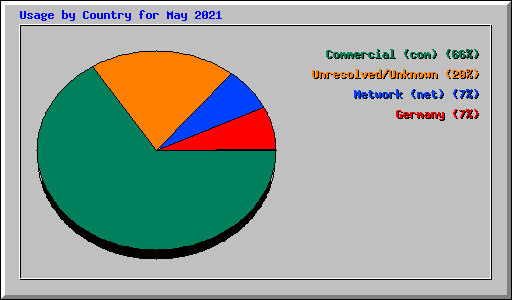 Usage by Country for May 2021
Commercial (com) (66%)
Unresolved/Unknown (20%)
Network (net) (7%)
Germany (7%)